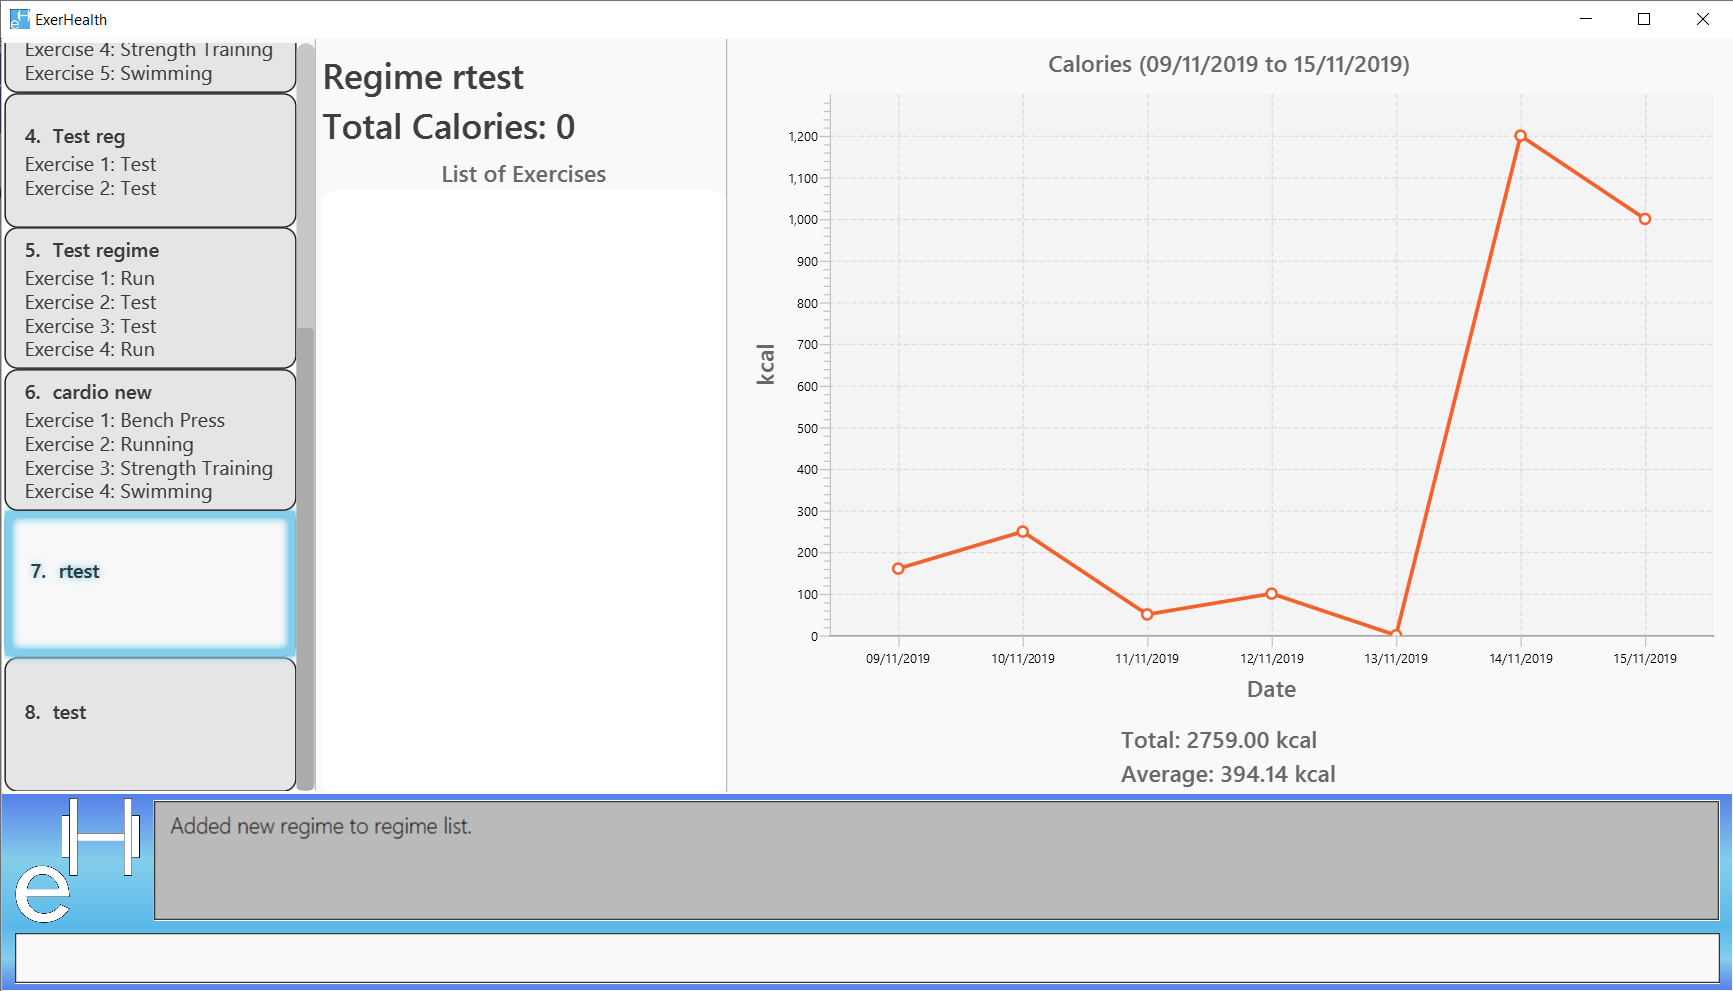 ExerHealth
Exercise 4: Strength Training
Exercise 5: Swimming
4. Test reg
Exercise 1: Test
Exercise 2: Test
5. Test regime
Exercise 1: Run
Exercise 2: Test
Exercise 3: Test
Exercise 4: Run
6. cardio new
Exercise 1: Bench Press
Exercise 2: Running
Exercise 3: Strength Training
Exercise 4: Swimming
7. rtest
8. test
Regime rtest
Total Calories: 0
List of Exercises
Calories (09/11/2019 to 15/11/2019)
kcal
1,200
1,100
1,000
900
800
700
600
500
400
300
200
100
0
09/11/2019 10/11/2019 11/11/2019 12/11/2019 13/11/2019 14/11/2019 15/11/2019
Date
Total: 2759.00 kcal
Average: 394.14 kcal
eH
Added new regime to regime list.